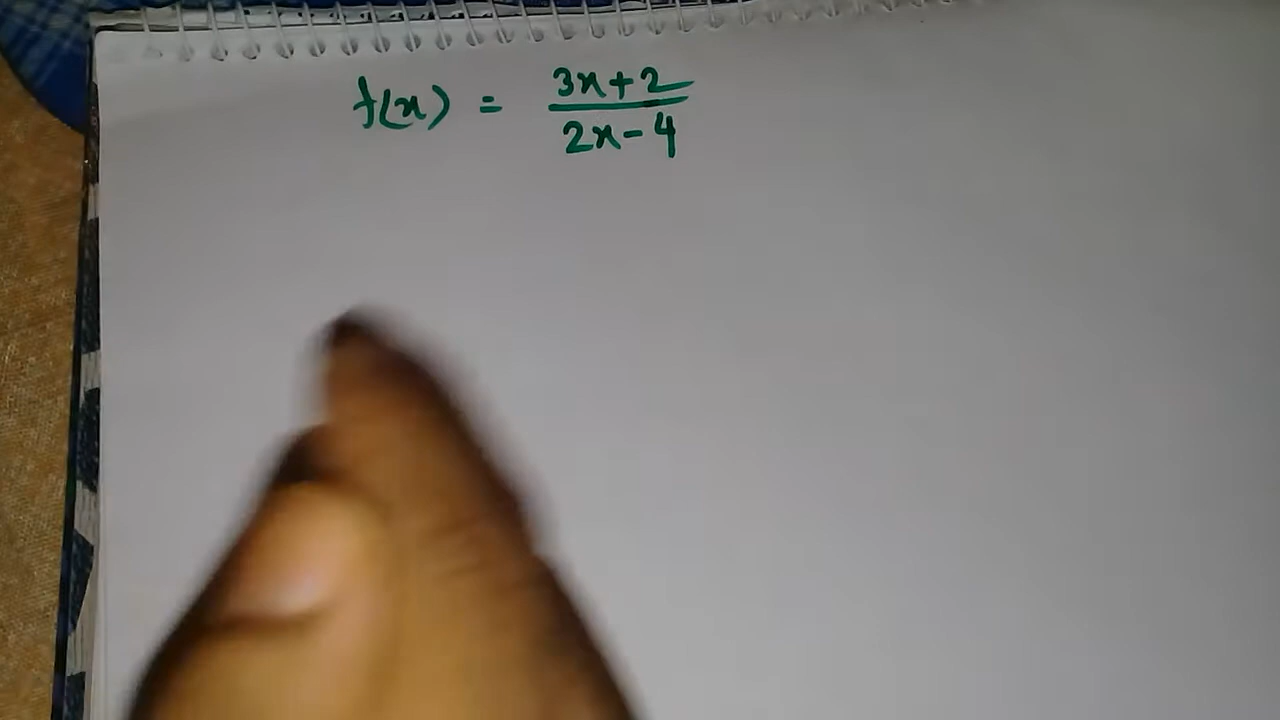 f(x) = (3x+2)/(2x-4)